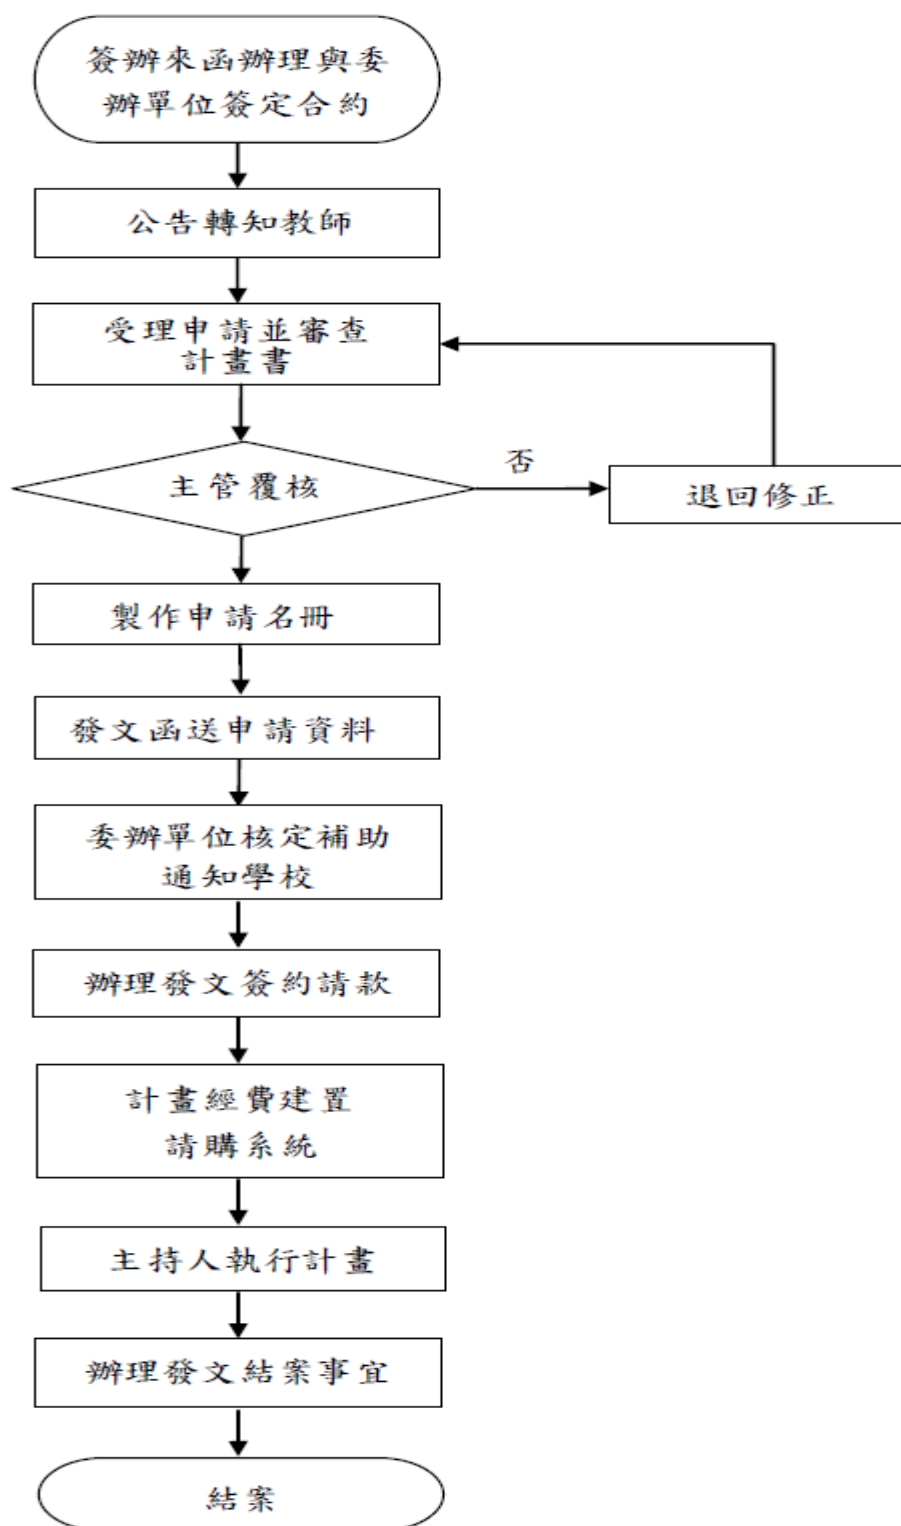 簽辦來函辦理與委
辦單位簽定合約
公告轉知教師
受理申請並審查
計畫書
主管覆核
否
退回修正
製作申請名冊
發文函送申請資料
委辦單位核定補助
通知學校
辦理發文簽約請款
計畫經費建置
請購系統
主持人執行計畫
辦理發文結案事宜
結案